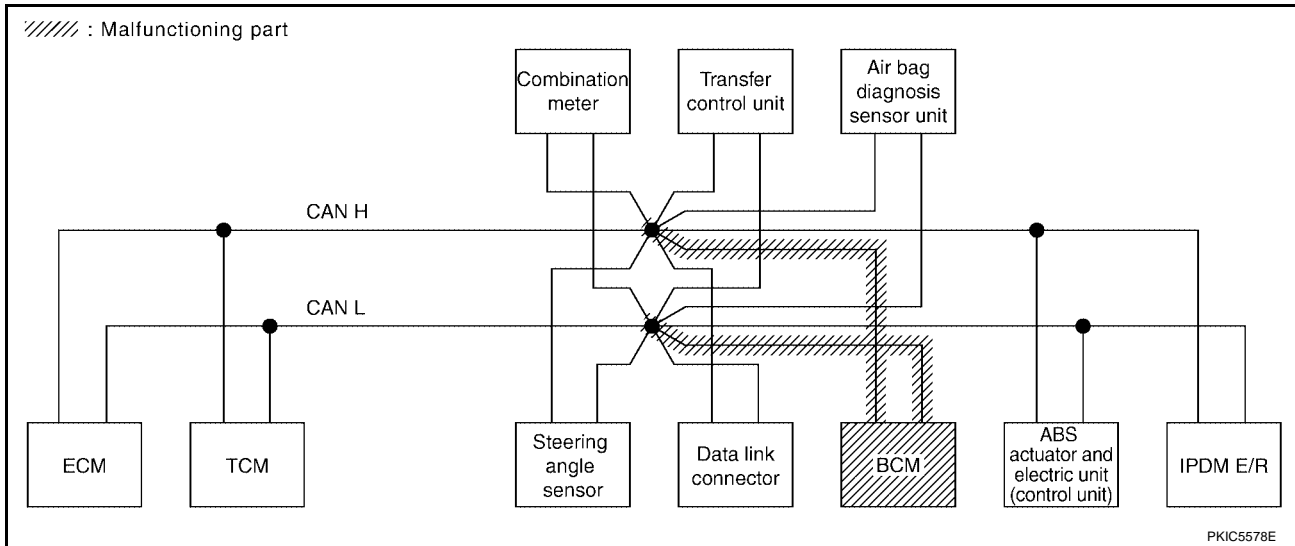 : Malfunctioning part
Combination
meter
Transfer
control unit
Air bag
diagnosis
sensor unit
CAN H
CAN L
ECM
TCM
Steering
angle
sensor
Data link
connector
BCM
ABS
actuator and
electric unit
(control unit)
IPDM E/R
PKIC5578E